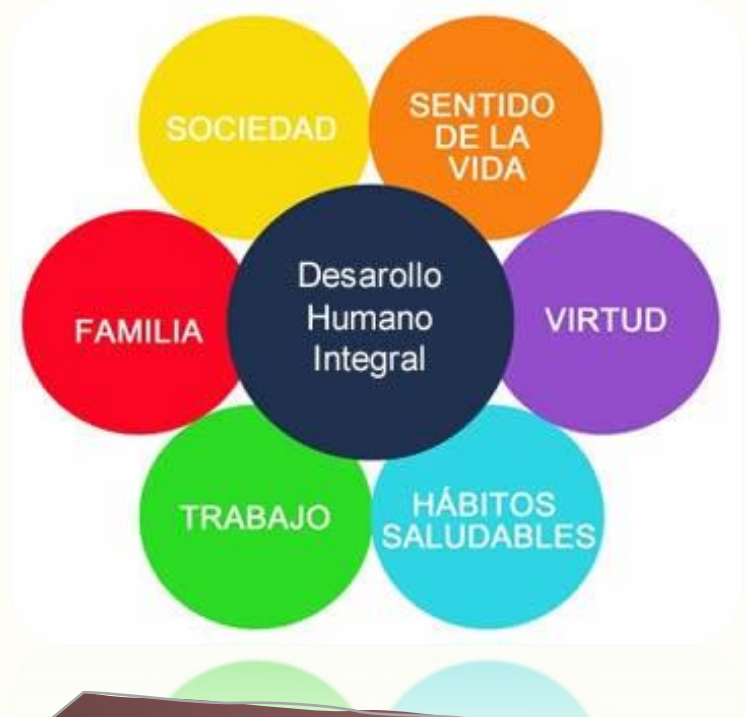 SOCIEDAD
SENTIDO
DE LA
VIDA
FAMILIA
Desarollo
Humano
Integral
VIRTUD
TRABAJO
HÁBITOS
SALUDABLES